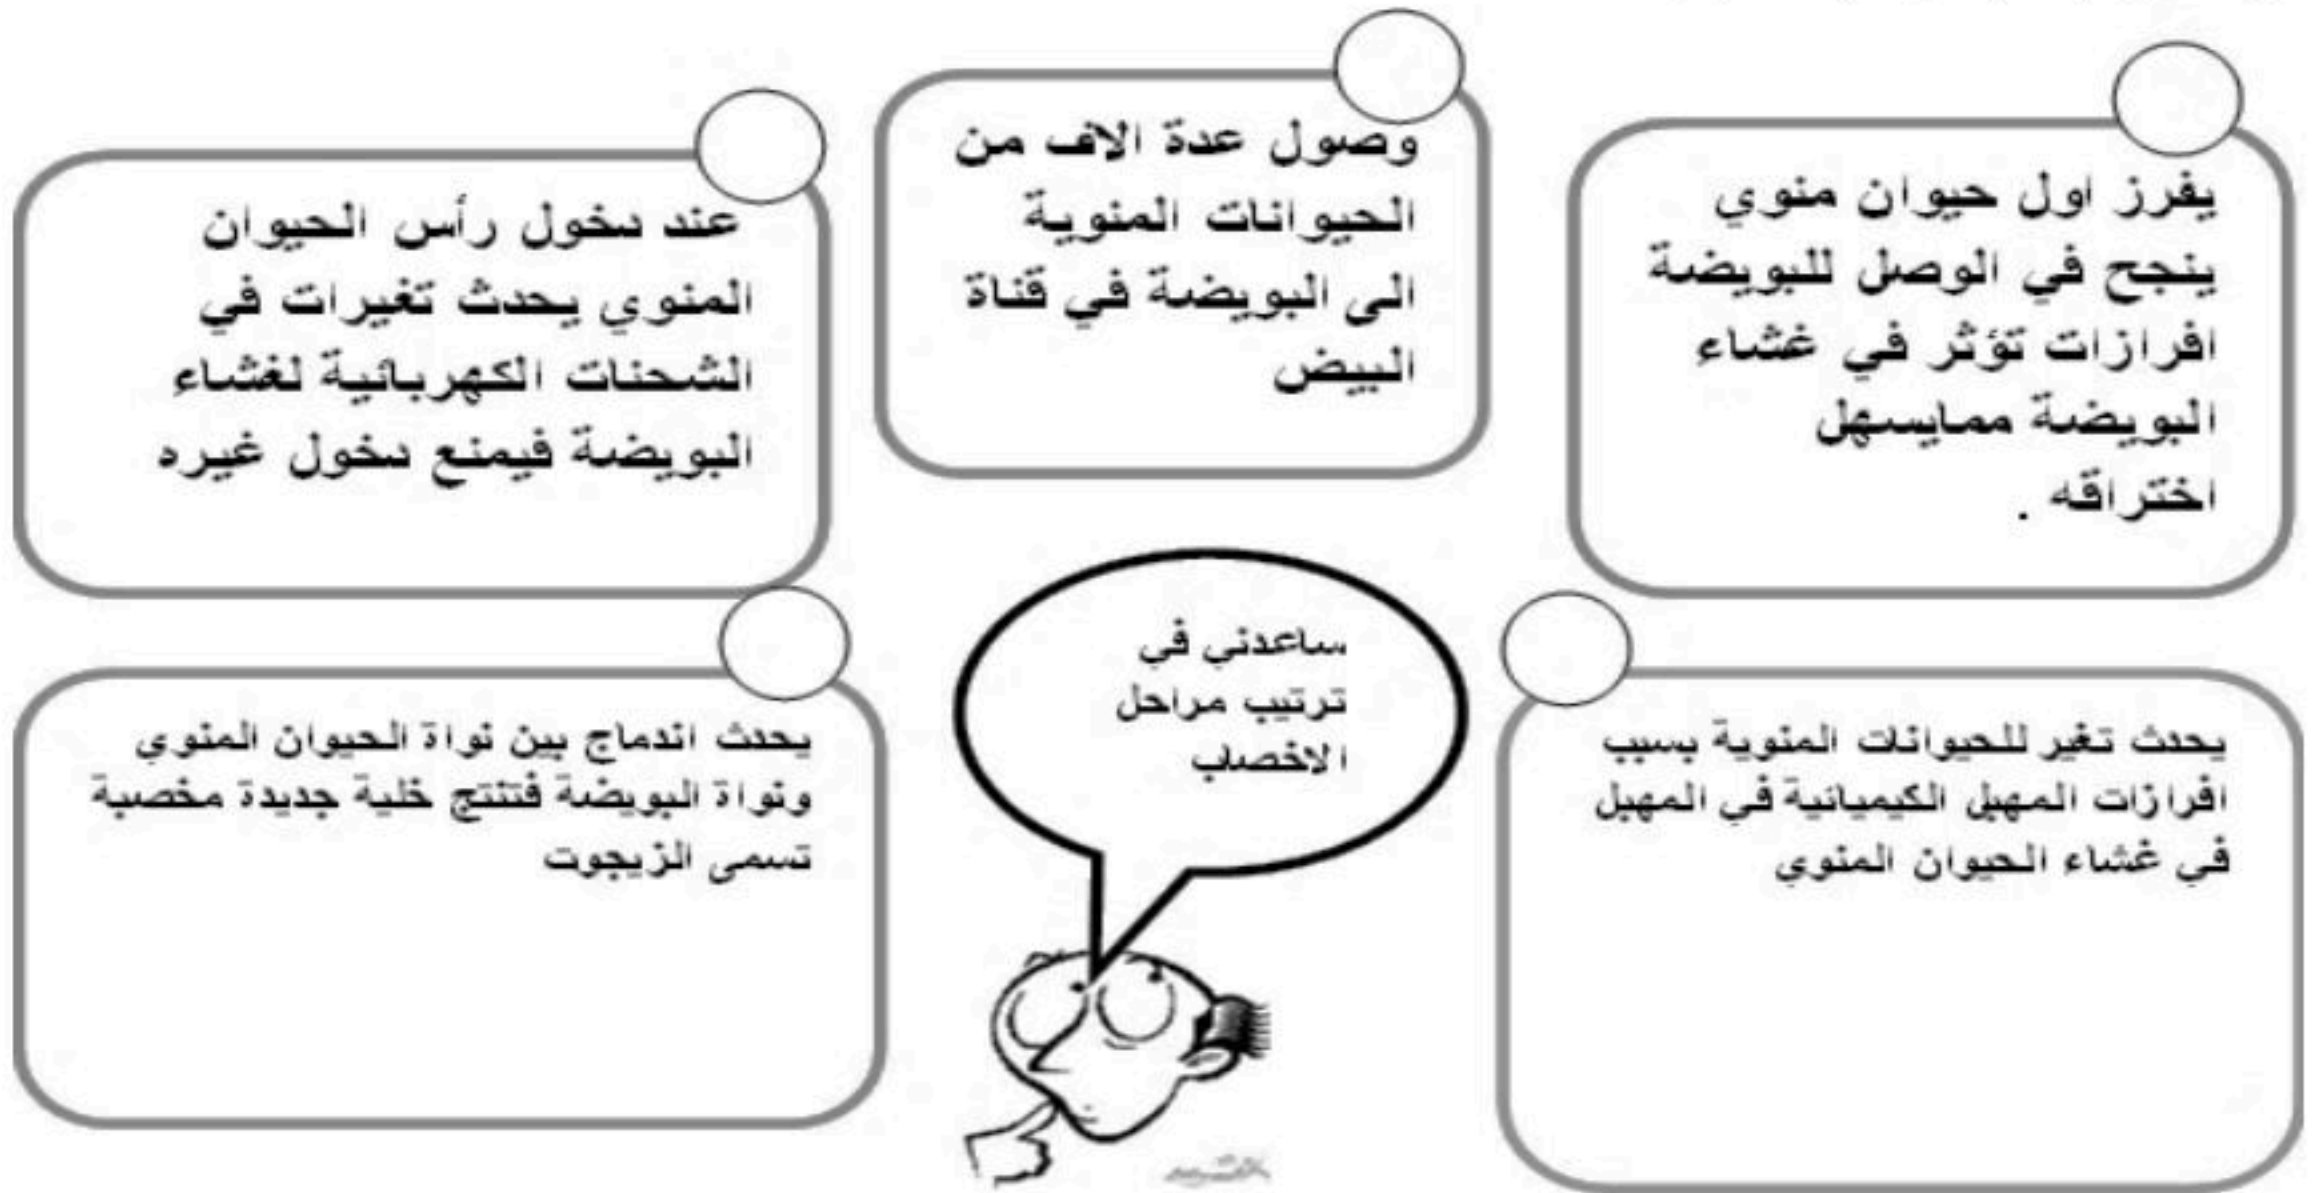 يفرز اول حيوان منوي
ينجح في الوصل للبويضة
افرازات تؤثر في غشاء
البويضة ممايسهل
اختراقه .
وصول عدة الاف من
الحيوانات المنوية
الى البويضة في قناة
البيض
عند دخول رأس الحيوان
المنوي يحدث تغيرات في
الشحنات الكهربائية لغشاء
البويضة فيمنع دخول غيره
ساعدني في
ترتيب مراحل
الاخصاب
يحدث تغير للحيوانات المنوية بسبب
افرازات المهبل الكيميائية في المهبل
في غشاء الحيوان المنوي
يحدث اندماج بين نواة الحيوان المنوي
ونواة البويضة فتنتج خلية جديدة مخصبة
تسمى الزيجوت